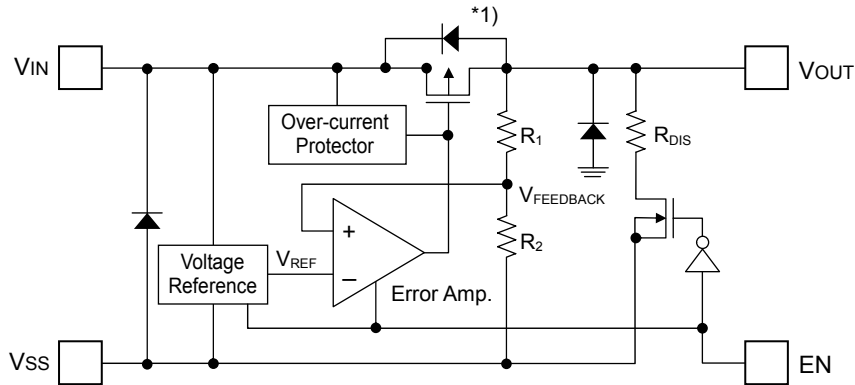 *1)
VIN
VOUT
Over-current
Protector
R1
RDIS
VFEEDBACK
+
R2
Voltage
Reference
VREF
−
Error Amp.
VSS
EN